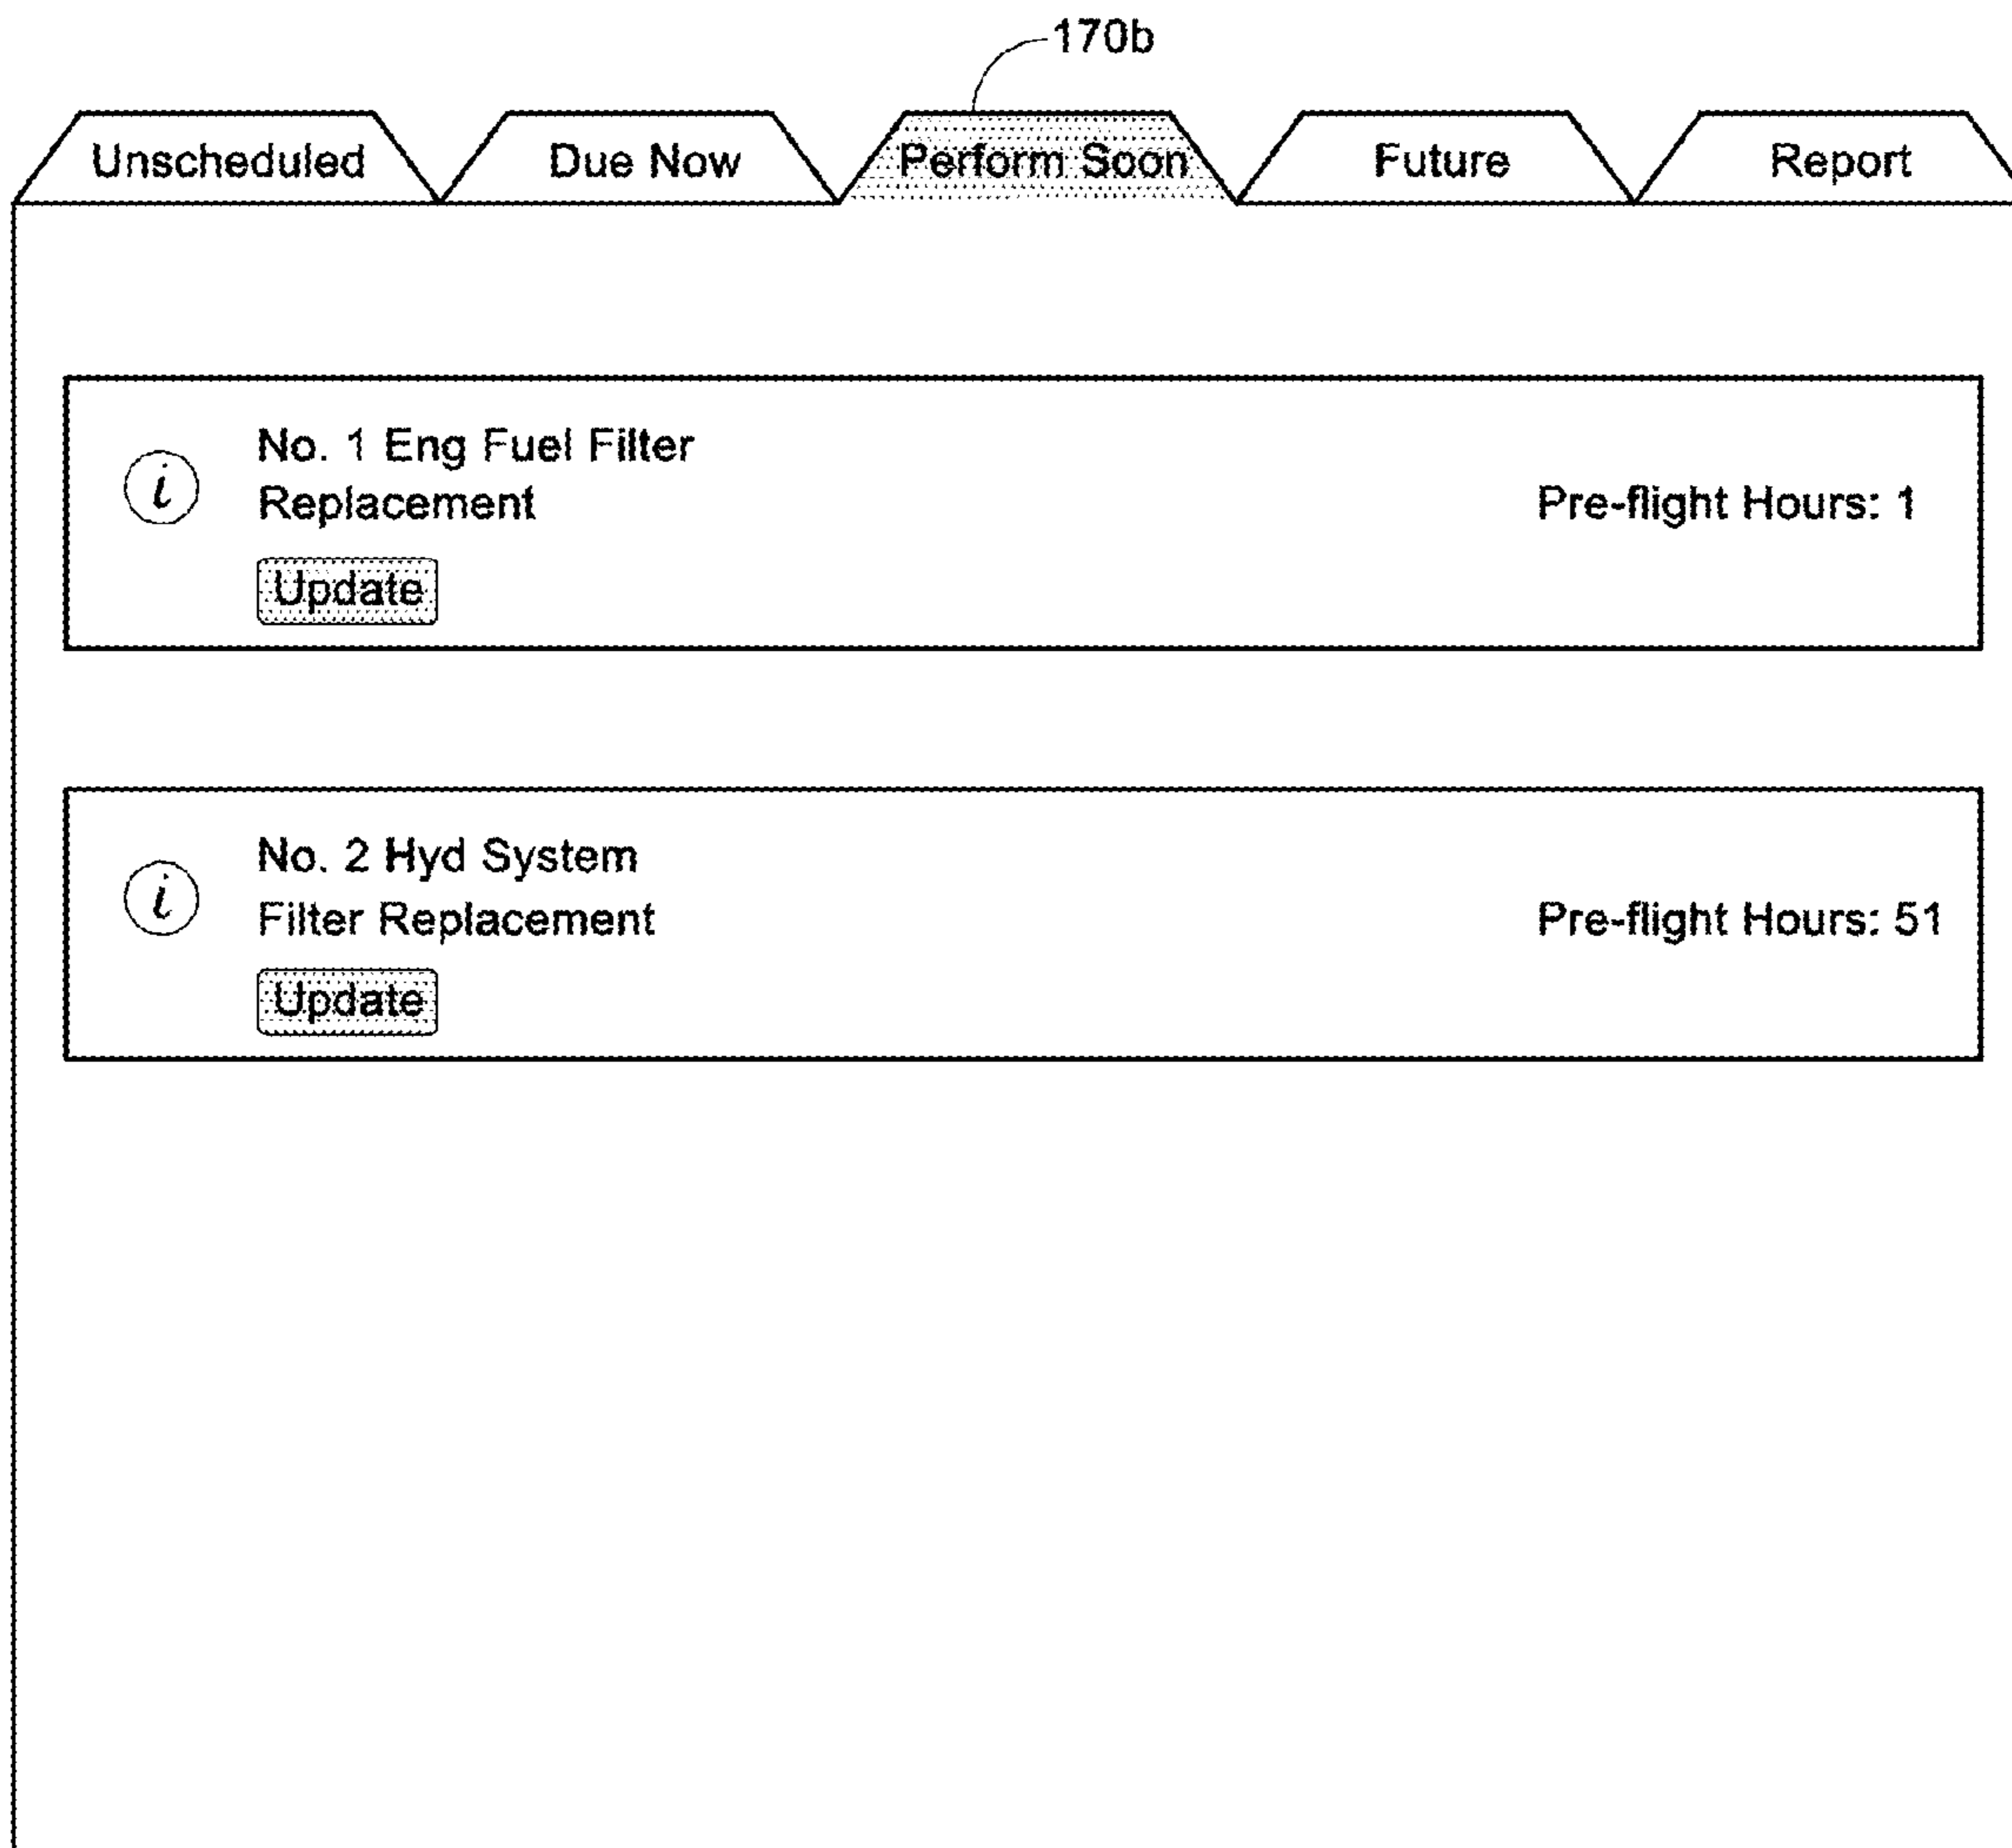 170b
Unscheduled Due Now Perform Soon Future Report
i
No. 1 Eng Fuel Filter
Replacement
Pre-flight Hours: 1
Update
i
No. 2 Hyd System
Filter Replacement
Pre-flight Hours: 51
Update